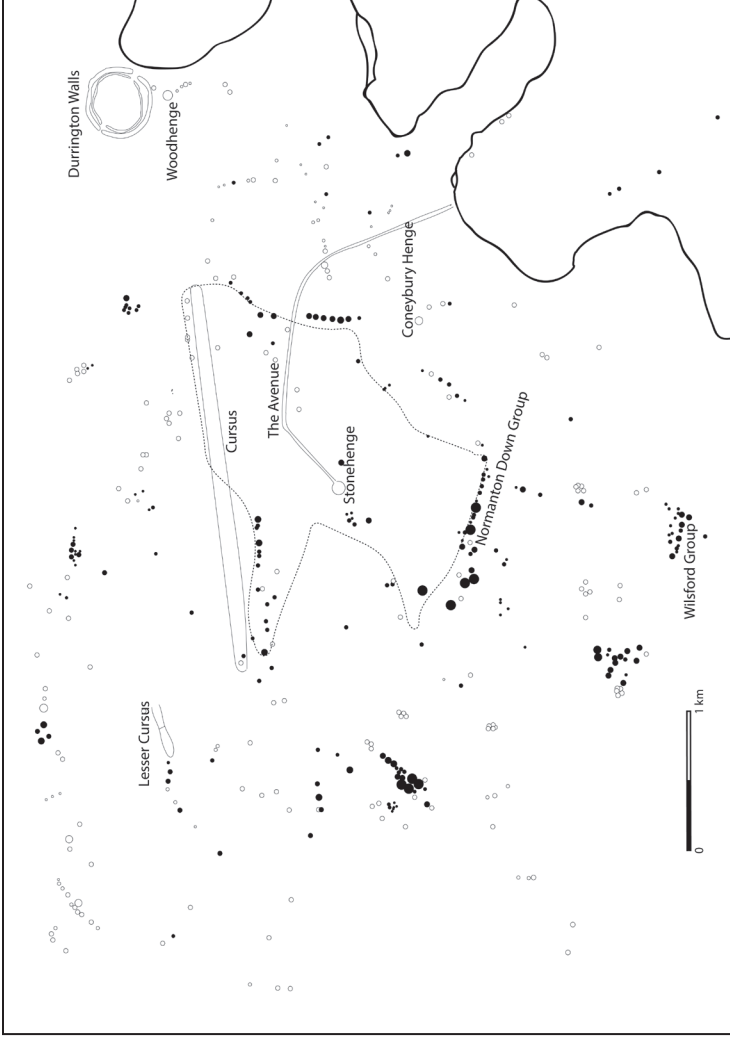 Durrington Walls
Woodhenge
Coneybury Henge
The Avenue
Cursus
Stonehenge
Normanton Down Group
Wilsford Group
Lesser Cursus
0
1 km